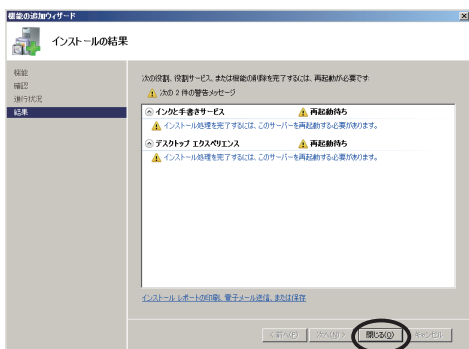 機能の追加ウィザード
インストールの結果
機能
確認
進行状況
結果
次の役割、役割サービス、または機能の削除を完了するには、再起動が必要です:
次の 2 件の警告メッセージ
インクと手書きサービス 再起動待ち
インストール処理を完了するには、このサーバーを再起動する必要があります。
デスクトップ エクスペリエンス 再起動待ち
インストール処理を完了するには、このサーバーを再起動する必要があります。
インストール レポートの印刷、電子メール送信、または保存
< 前へ(P) 次へ(N) > 閉じる(O) キャンセル